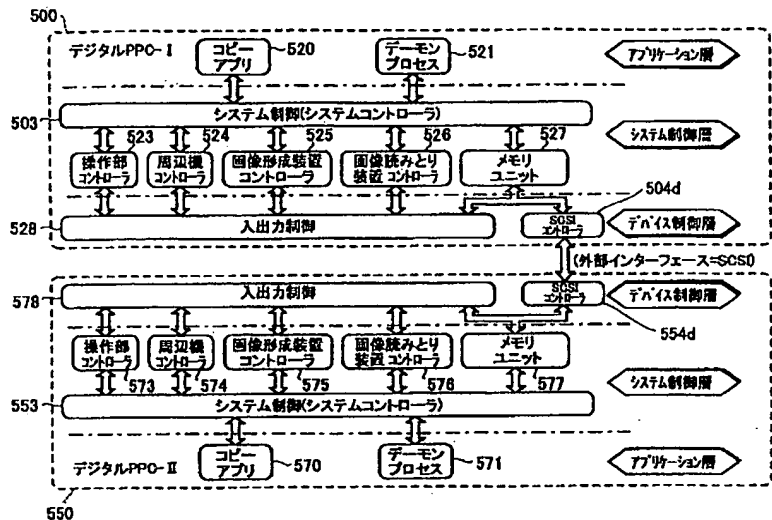 500
デジタルPPC-Ⅰ
コピー
アプリ
520
デーモン
プロセス
521
アプリケーション層
503
システム制御(システムコントローラ)
523
524
525
526
527
システム制御層
操作部
コントローラ
周辺機
コントローラ
画像形成装置
コントローラ
画像読みとり
装置 コントローラ
メモリ
ユニット
504d
528
入出力制御
SCSI
コントローラ
デバイス制御層
(外部インターフェース=SCSI)
578
入出力制御
SCSI
コントローラ
デバイス制御層
554d
操作部
コントローラ
周辺機
コントローラ
画像形成装置
コントローラ
画像読みとり
装置 コントローラ
メモリ
ユニット
573
574
575
576
577
システム制御層
553
システム制御(システムコントローラ)
デジタルPPC-Ⅱ
コピー
アプリ
570
デーモン
プロセス
571
アプリケーション層
550